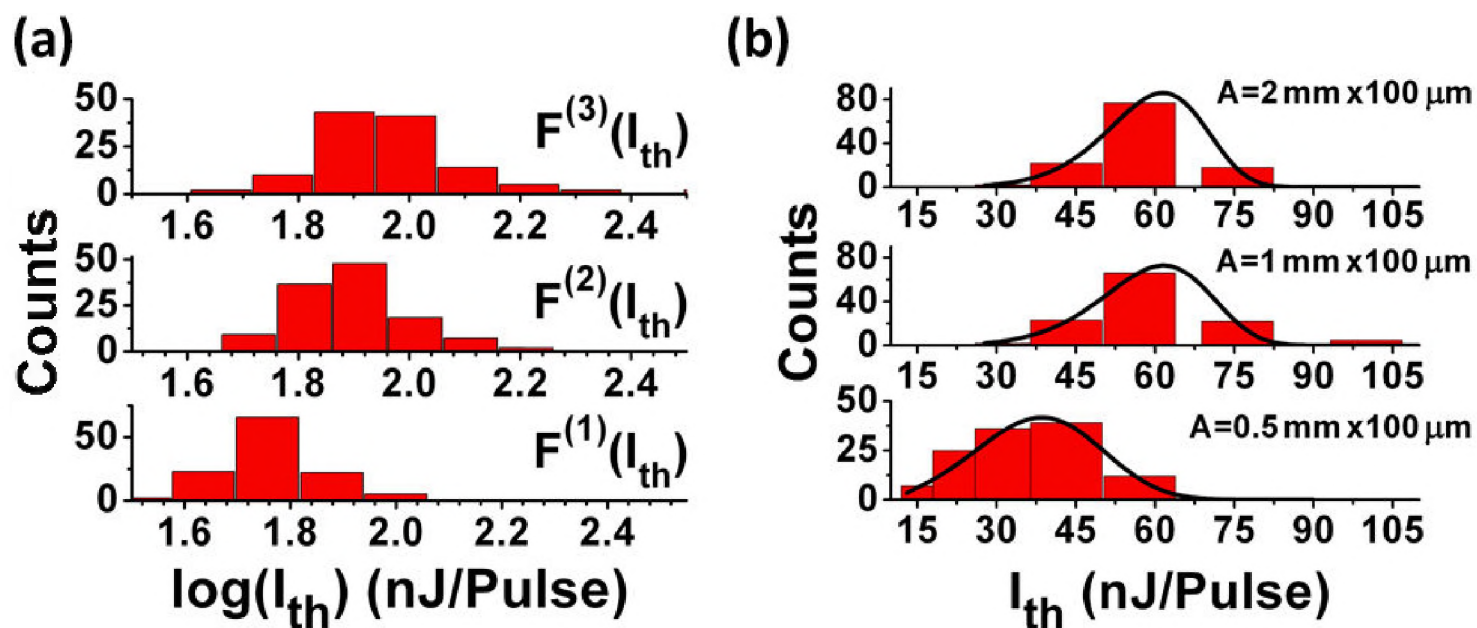 (a)
(b)
Counts
50
25
0
F(3)(Ith)
1.6 1.8 2.0 2.2 2.4
50
25
0
F(2)(Ith)
1.6 1.8 2.0 2.2 2.4
50
0
F(1)(Ith)
1.6 1.8 2.0 2.2 2.4
log(Ith) (nJ/Pulse)
Counts
80
40
0
A=2 mm x100 μm
15 30 45 60 75 90 105
80
40
0
A=1 mm x100 μm
15 30 45 60 75 90 105
50
25
0
A=0.5 mm x100 μm
15 30 45 60 75 90 105
Ith (nJ/Pulse)